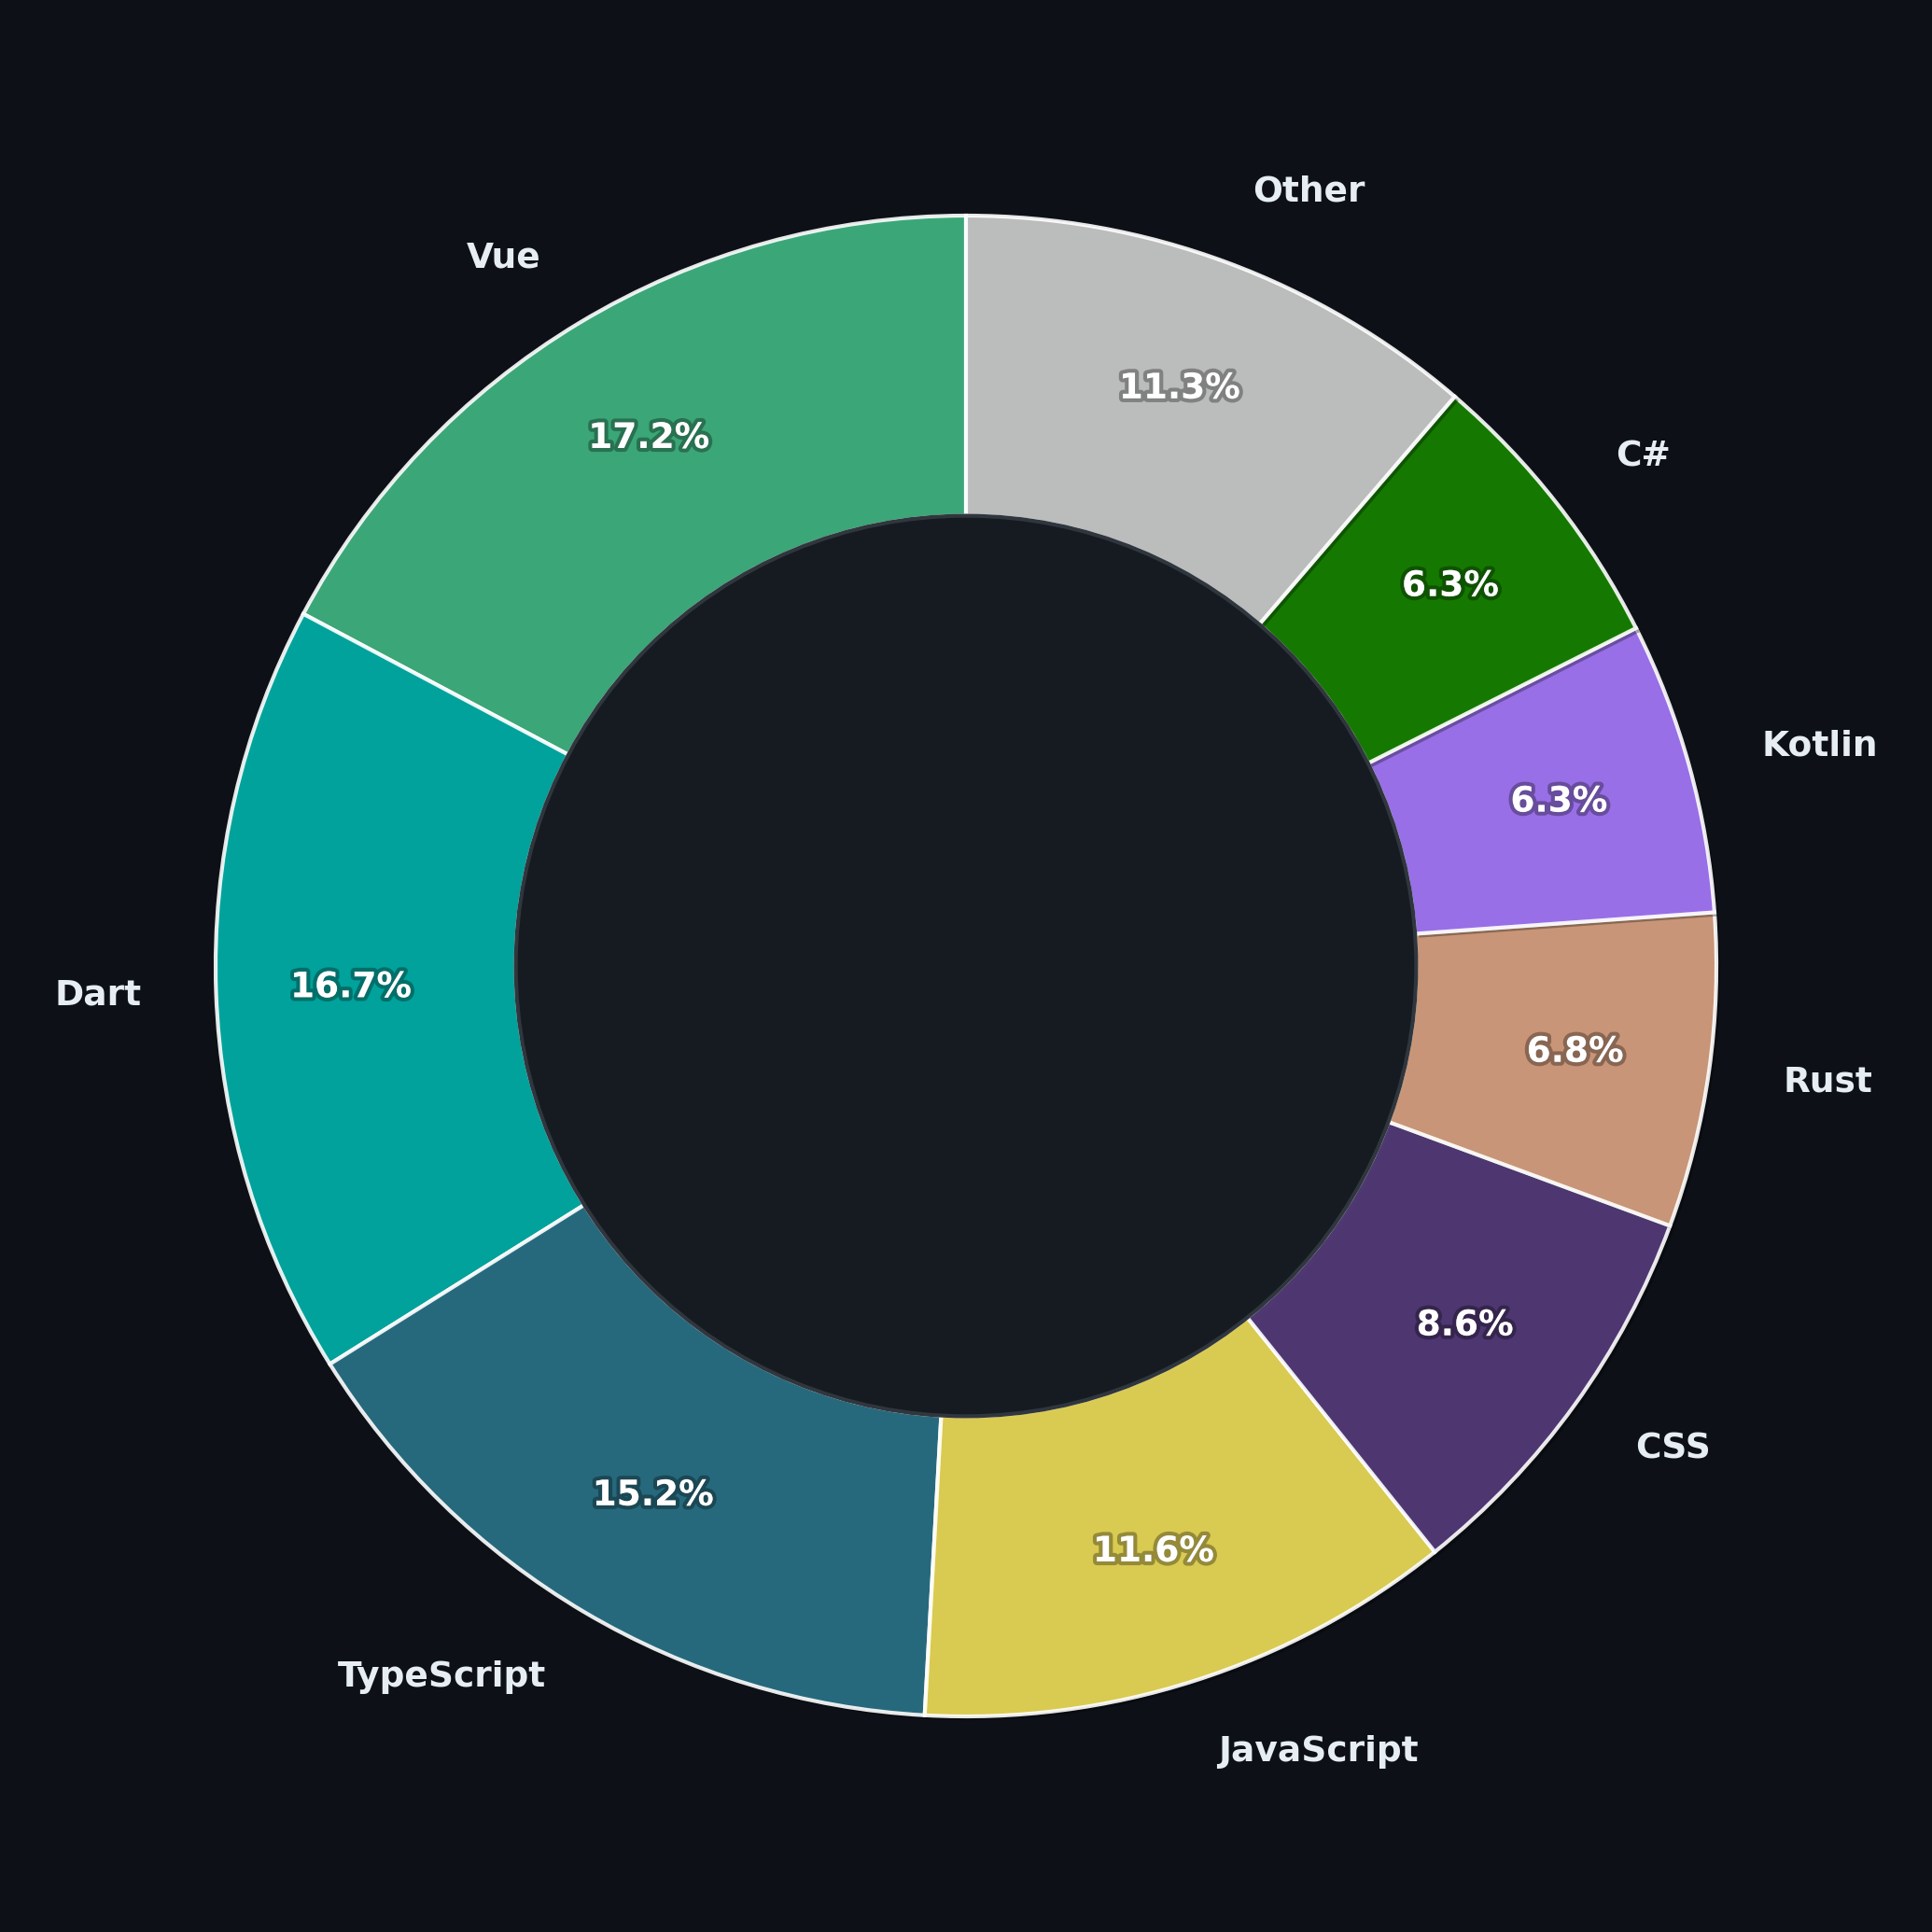 Other
11.3%
C#
6.3%
Kotlin
6.3%
Rust
6.8%
CSS
8.6%
JavaScript
11.6%
TypeScript
15.2%
Dart
16.7%
Vue
17.2%